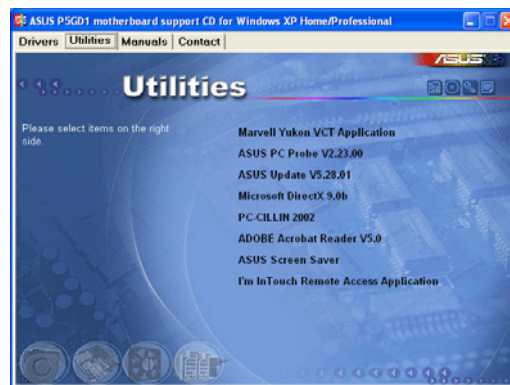 ASUS P5GD1 motherboard support CD for Windows XP Home/Professional
Drivers Utilities Manuals Contact
ASUS
Utilities
Please select items on the right
side.
Marvell Yukon VCT Application
ASUS PC Probe V2.23.00
ASUS Update V5.28.01
Microsoft DirectX 9.0b
PC-CILLIN 2002
ADOBE Acrobat Reader V5.0
ASUS Screen Saver
I'm InTouch Remote Access Application